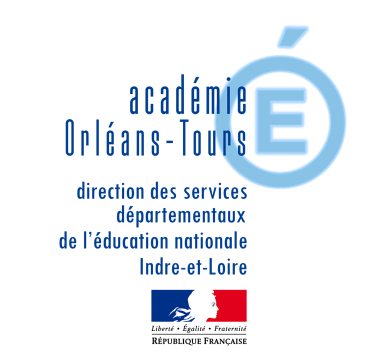 académie
Orléans-Tours
É
direction des services
départementaux
de l'éducation nationale
Indre-et-Loire
Liberté • Égalité • Fraternité
RÉPUBLIQUE FRANÇAISE